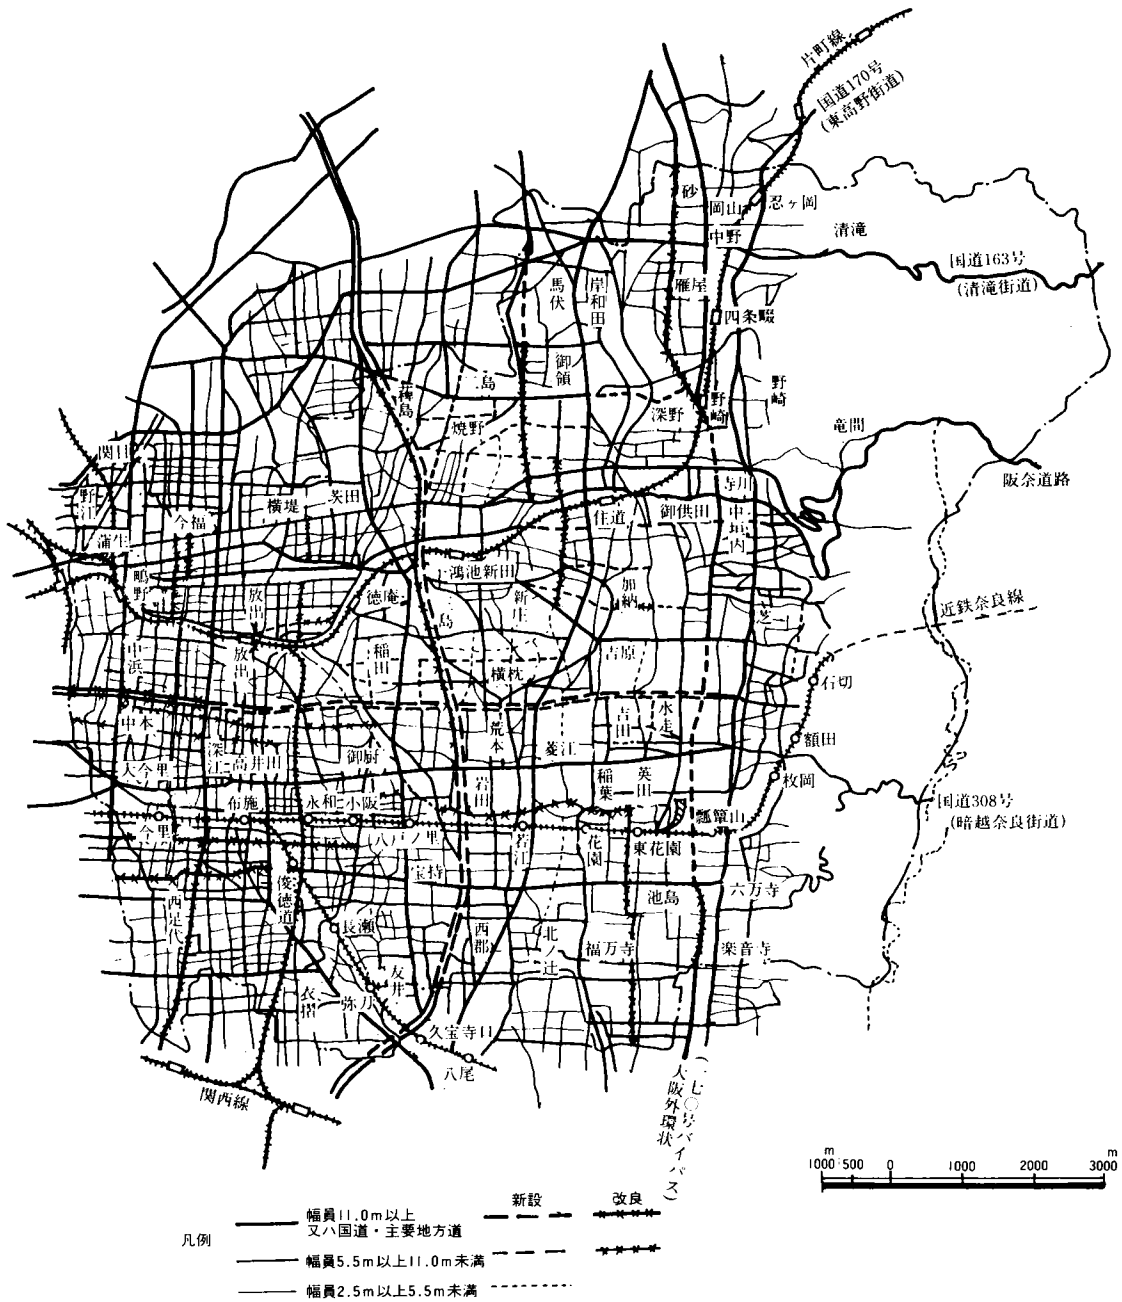 片町線
国道170号
(東高野街道)
砂
岡山
忍ヶ岡
中野
清滝
国道163号
(清滝街道)
馬伏
岸和田
雁屋
四条畷
御領
三島
稗島
野崎
野崎
深野
焼野
竜間
関目
阪奈道路
野江
横堤
茨田
寺川
今福
住道
御供田
中垣内
蒲生
鴫野
鴻池新田
放出
徳庵
新庄
加納
三島
芝
近鉄奈良線
中浜
放出
稲田
吉原
横枕
石切
中本
吉田
水走
荒本
深江
高井田
御厨
菱江
額田
大今里
岩田
稲葉
英田
枚岡
布施
永和
小阪
国道308号
(暗越奈良街道)
今里
八戸ノ里
若江
花園
東花園
瓢箪山
宝持
俊徳道
池島
六万寺
西足代
長瀬
西郡
北ノ辻
福万寺
楽音寺
友井
衣摺
弥刀
久宝寺口
八尾
関西線
大阪外環状
(一七〇号バイパス)
m
m
1000 500 0 1000 2000 3000
新設
改良
凡例
幅員11.0m以上
又ハ国道・主要地方道
幅員5.5m以上11.0m未満
幅員2.5m以上5.5m未満